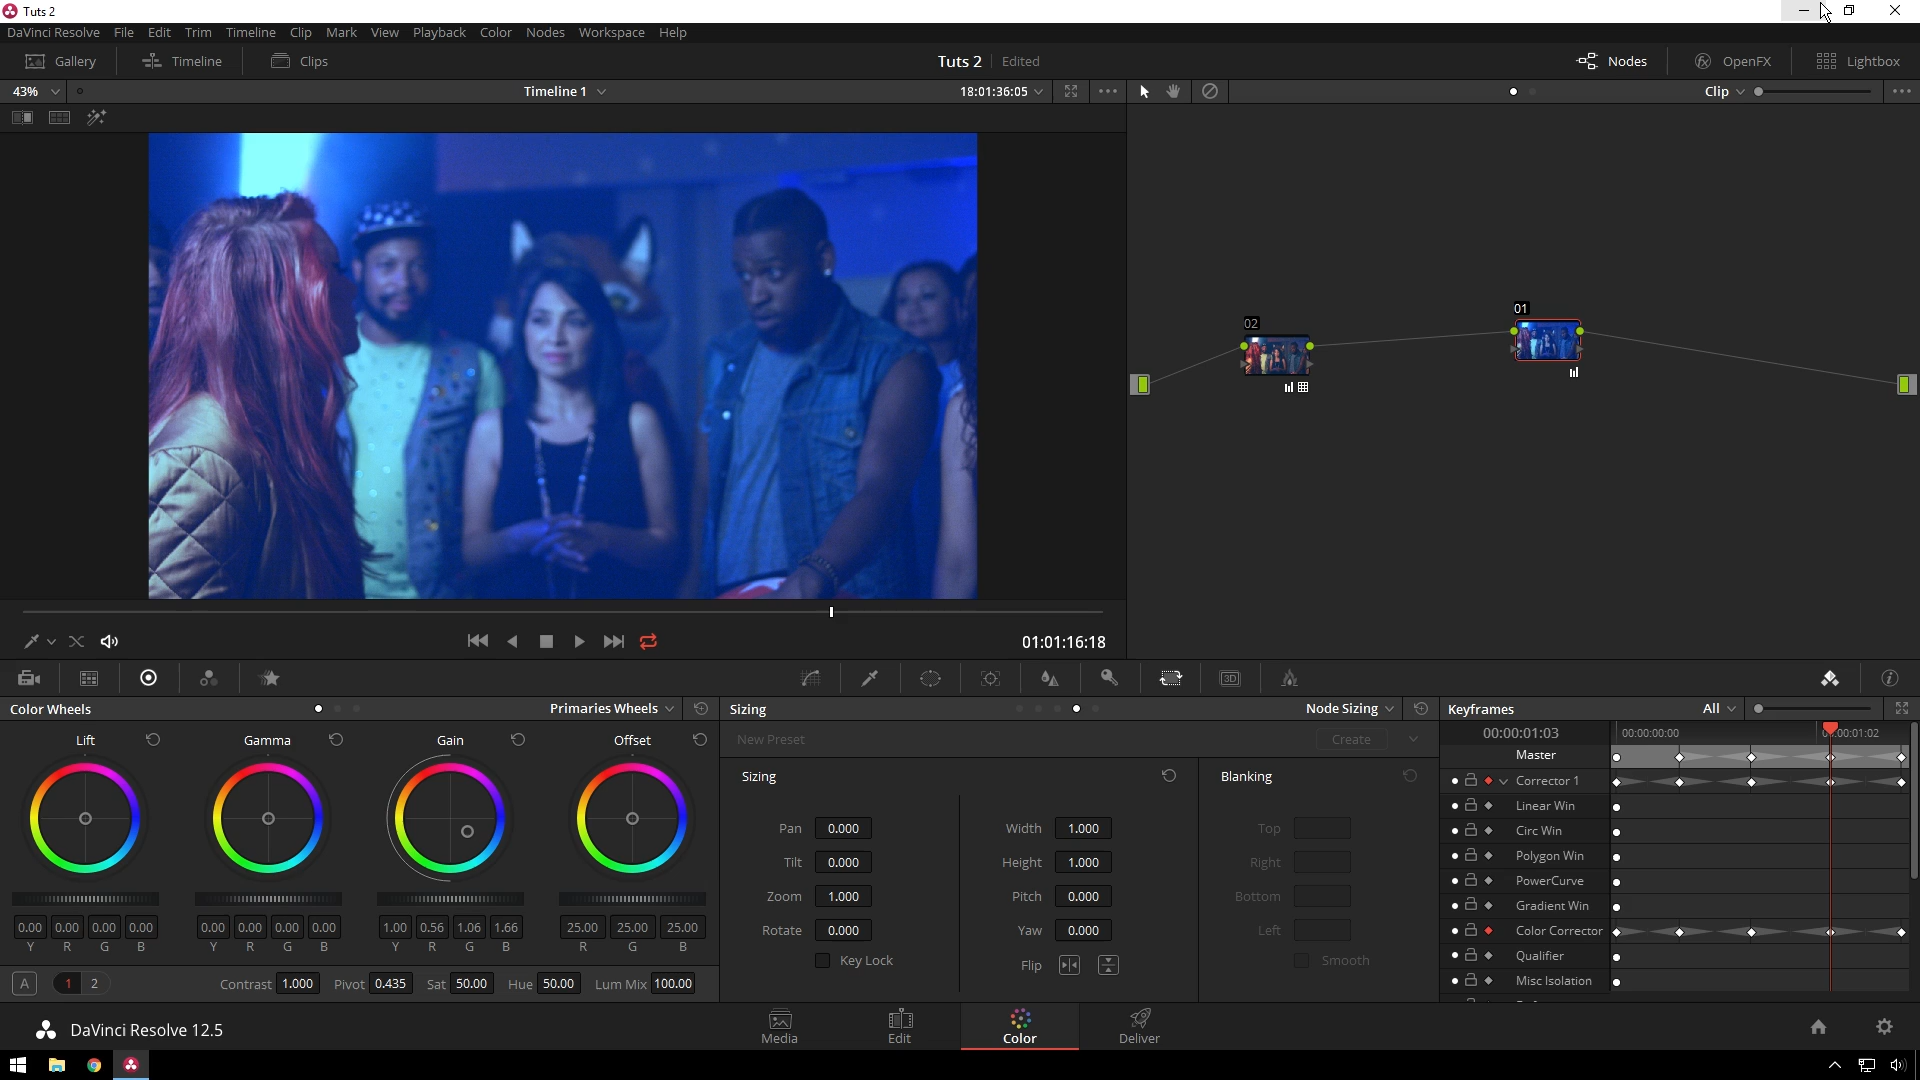 Tuts 2
DaVinci Resolve File Edit Trim Timeline Clip Mark View Playback Color Nodes Workspace Help
Gallery Timeline Clips Tuts 2 Edited Nodes OpenFX Lightbox
43% Timeline 1 18:01:36:05 Clip
02
01
01:01:16:18
3D
Color Wheels Primaries Wheels Sizing Node Sizing Keyframes All
Lift Gamma Gain Offset
New Preset Create
00:00:01:03 00:00:00:00 00:00:01:02
Master
Sizing Blanking
Corrector 1
Linear Win
Circ Win
Polygon Win
PowerCurve
Gradient Win
Color Corrector
Qualifier
Misc Isolation
Pan 0.000 Width 1.000 Top
Tilt 0.000 Height 1.000 Right
Zoom 1.000 Pitch 0.000 Bottom
Rotate 0.000 Yaw 0.000 Left
Key Lock Flip Smooth
0.00 0.00 0.00 0.00 0.00 0.00 0.00 0.00 1.00 0.56 1.06 1.66 25.00 25.00 25.00
Y R G B Y R G B Y R G B R G B
A 1 2 Contrast 1.000 Pivot 0.435 Sat 50.00 Hue 50.00 Lum Mix 100.00
DaVinci Resolve 12.5
Media Edit Color Deliver